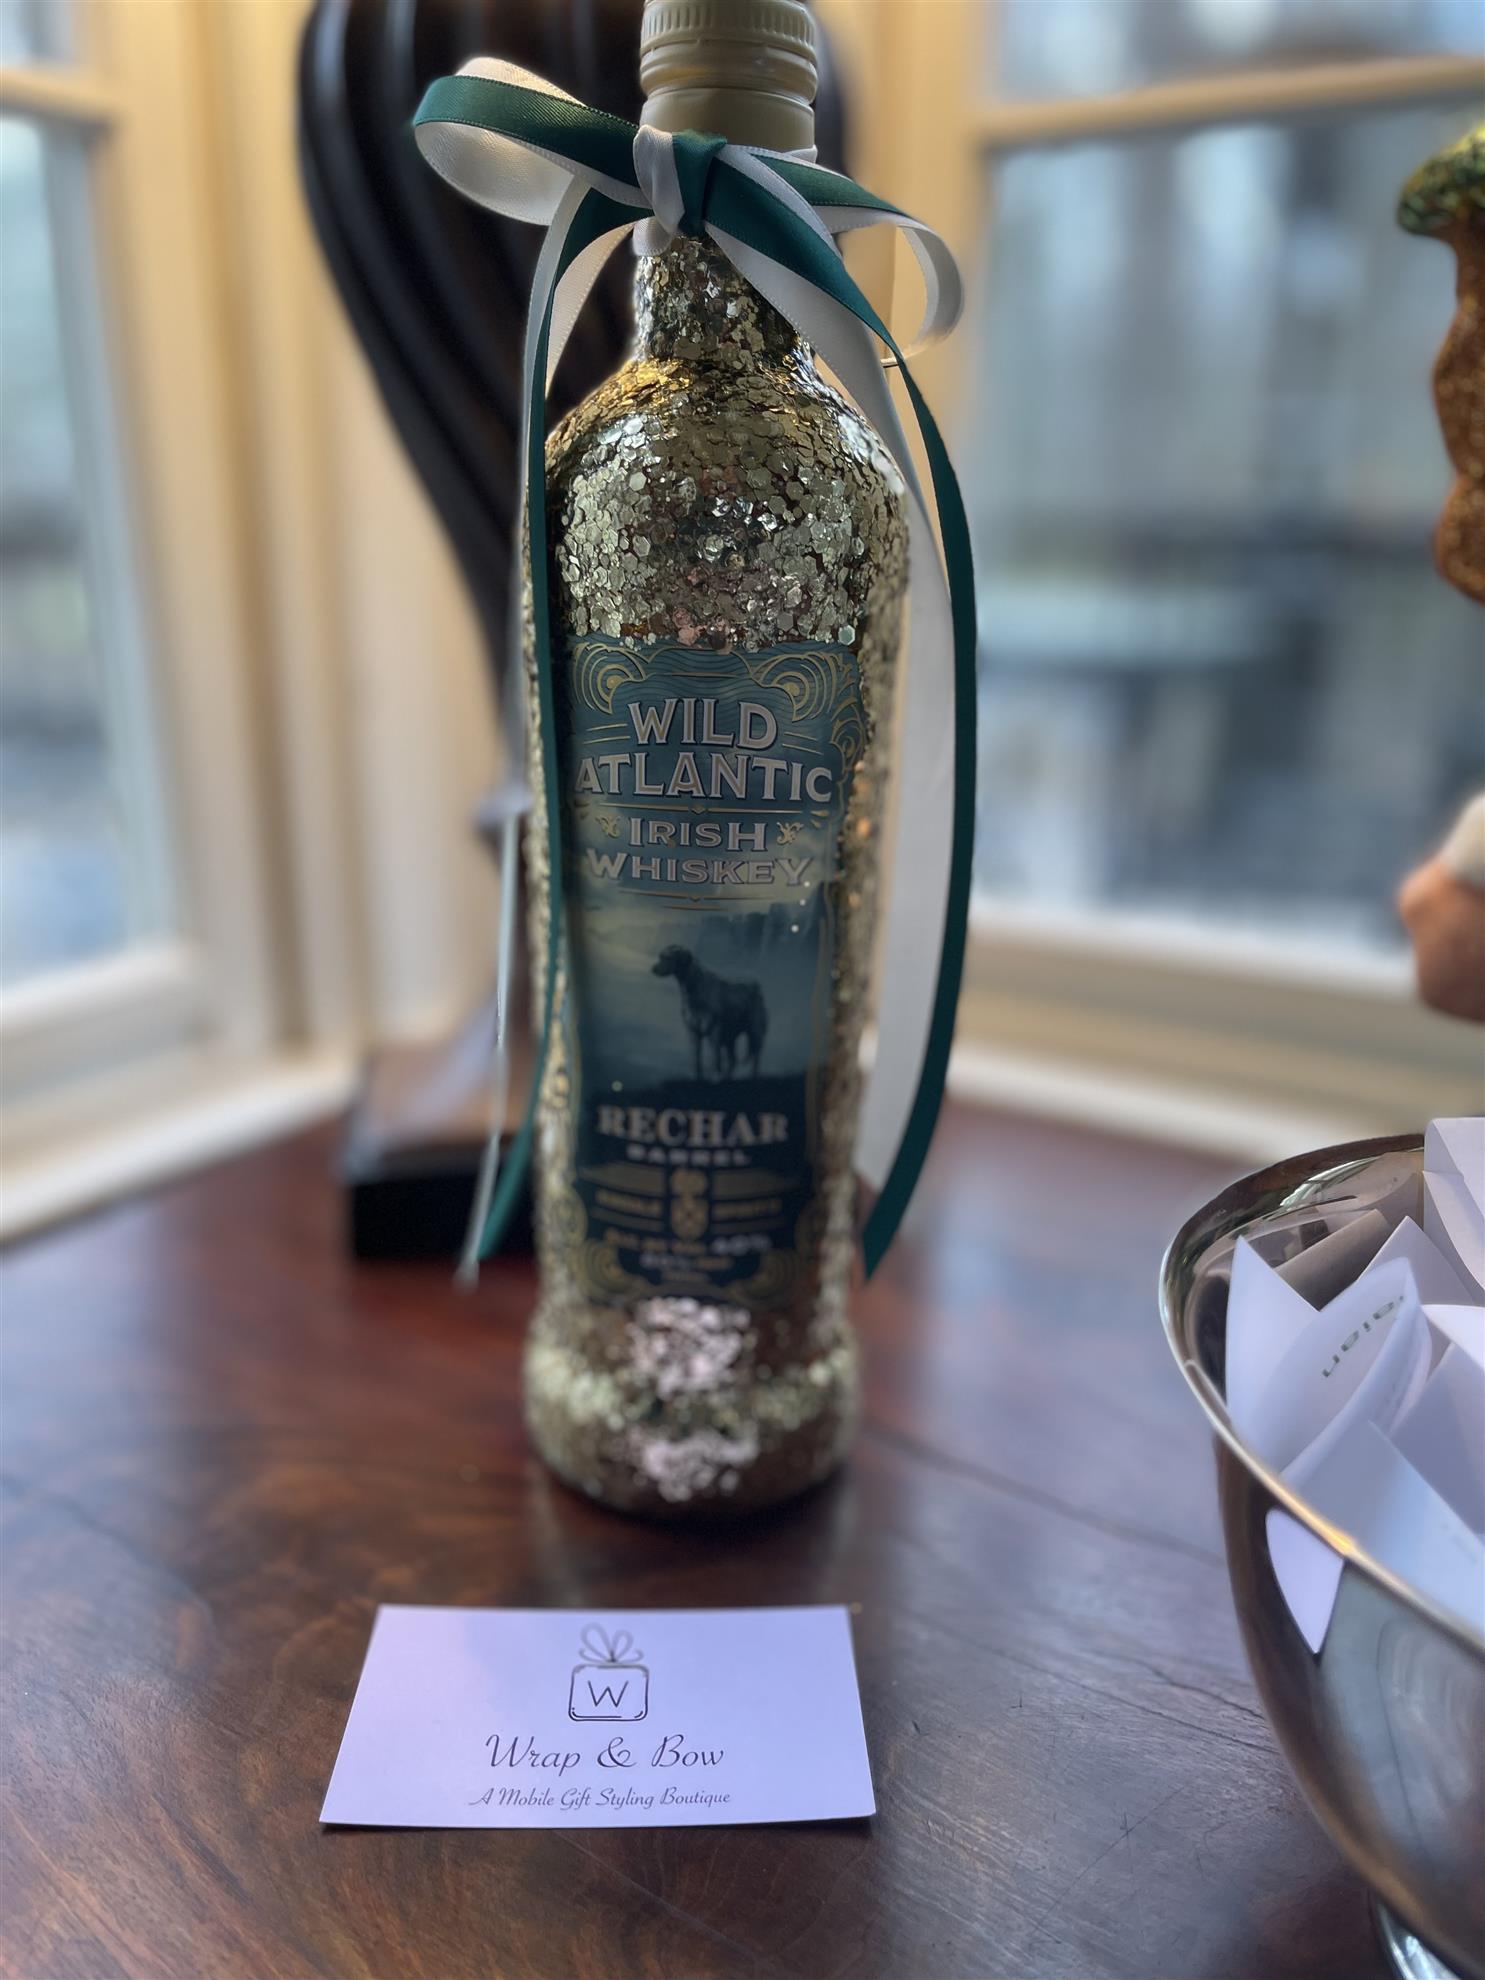 WILD
ATLANTIC
IRISH
WHISKEY
RECHAR
BARREL
W
Wrap & Bow
A Mobile Gift Styling Boutique